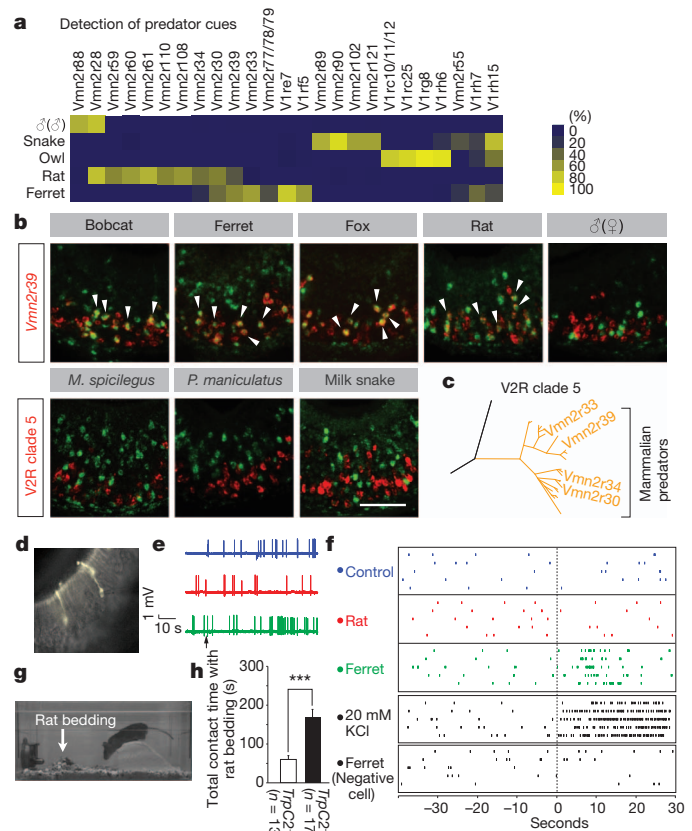 a Detection of predator cues
Vmn2r88
Vmn2r28
Vmn2r59
Vmn2r60
Vmn2r61
Vmn2r110
Vmn2r108
Vmn2r34
Vmn2r30
Vmn2r39
Vmn2r33
Vmn2r77/78/79
V1re7
V1rf5
Vmn2r89
Vmn2r90
Vmn2r102
Vmn2r121
V1rc10/11/12
V1rc25
V1rg8
V1rh6
Vmn2r55
V1rh7
V1rh15
♂(♂)
Snake
Owl
Rat
Ferret
(%)
0
20
40
60
80
100
b
Bobcat
Ferret
Fox
Rat
♂(♀)
Vmn2r39
M. spicilegus
P. maniculatus
Milk snake
V2R clade 5
c
V2R clade 5
Vmn2r33
Vmn2r39
Vmn2r34
Vmn2r30
Mammalian predators
d
e
1 mV
10 s
f
Control
Rat
Ferret
20 mM
KCl
Ferret
(Negative
cell)
−30 −20 −10 0 10 20 30
Seconds
g
Rat bedding
h
Total contact time with
rat bedding (s)
300
200
100
0
***
TrpC2
(n = 13
TrpC2
(n = 17